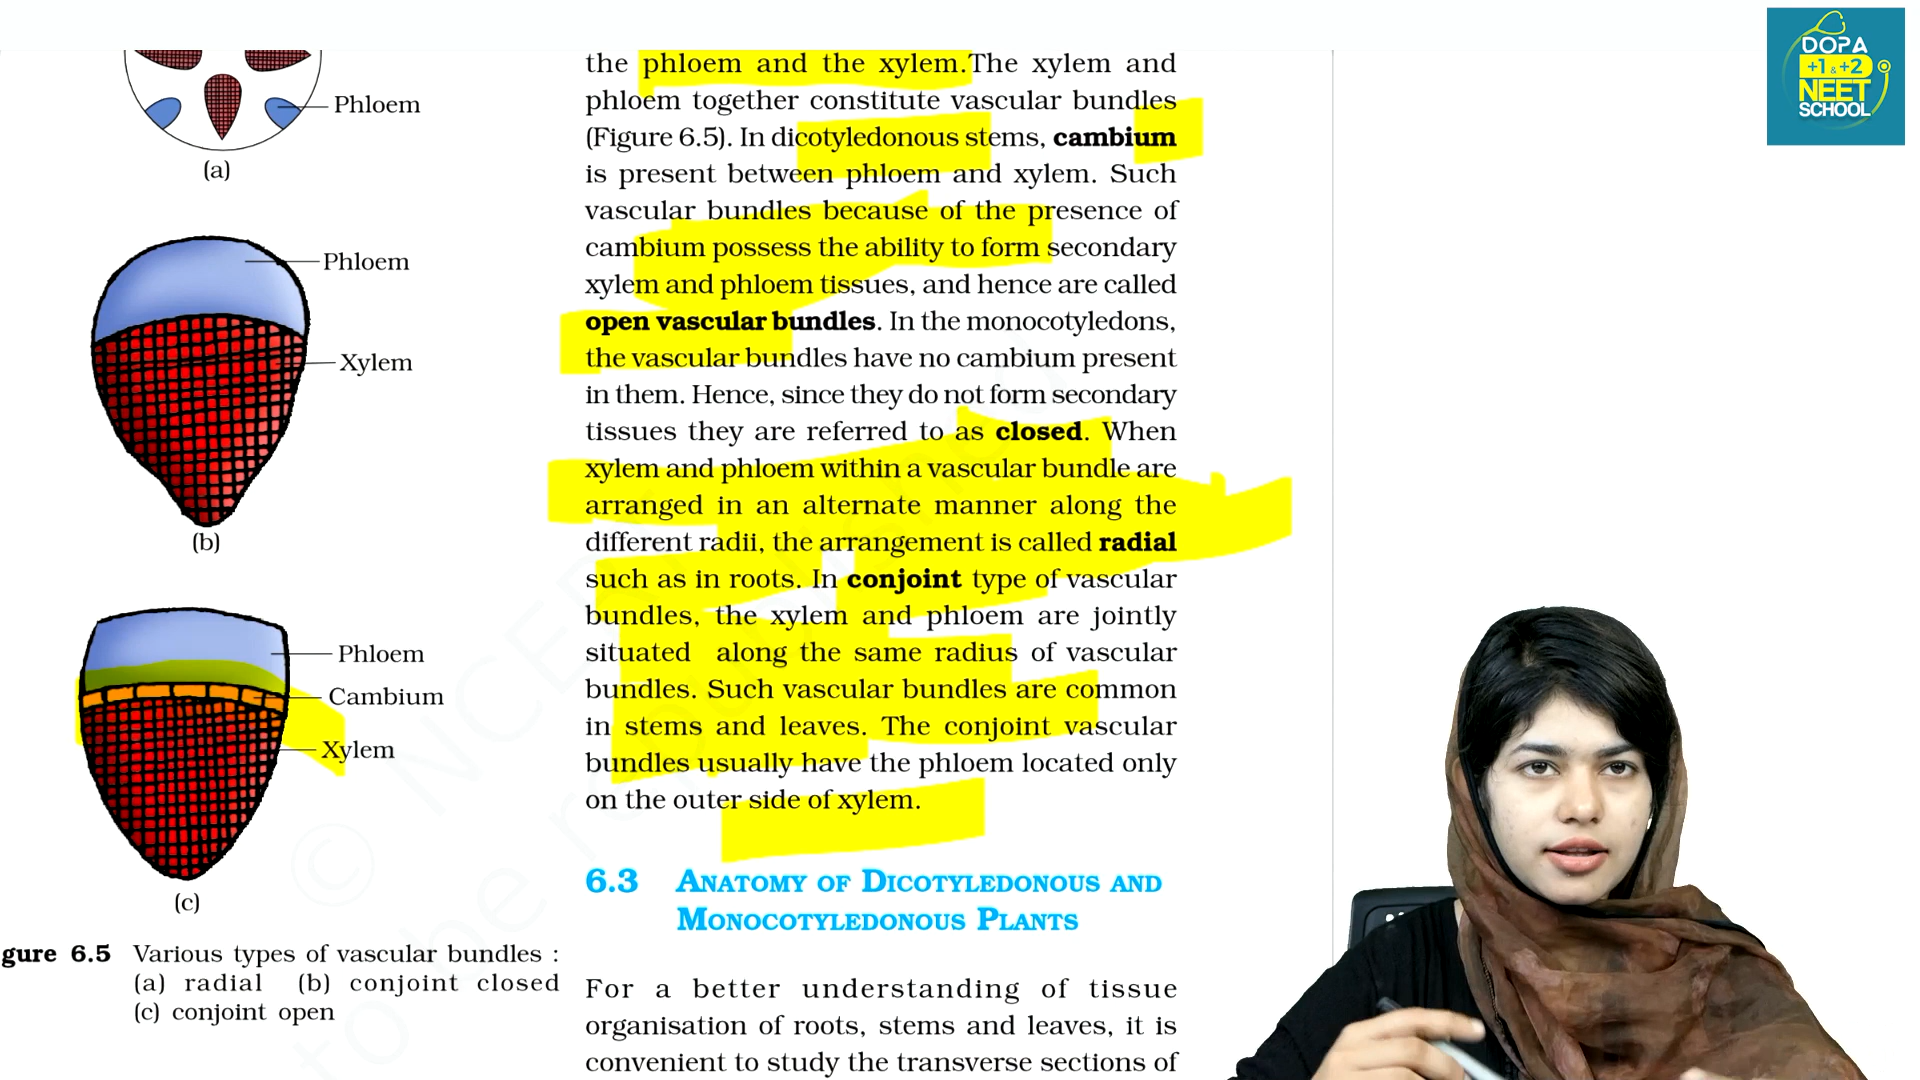 Phloem
(a)
Phloem
Xylem
(b)
Phloem
Cambium
Xylem
(c)
gure 6.5 Various types of vascular bundles :
(a) radial (b) conjoint closed
(c) conjoint open
the phloem and the xylem.The xylem and
phloem together constitute vascular bundles
(Figure 6.5). In dicotyledonous stems, cambium
is present between phloem and xylem. Such
vascular bundles because of the presence of
cambium possess the ability to form secondary
xylem and phloem tissues, and hence are called
open vascular bundles. In the monocotyledons,
the vascular bundles have no cambium present
in them. Hence, since they do not form secondary
tissues they are referred to as closed. When
xylem and phloem within a vascular bundle are
arranged in an alternate manner along the
different radii, the arrangement is called radial
such as in roots. In conjoint type of vascular
bundles, the xylem and phloem are jointly
situated along the same radius of vascular
bundles. Such vascular bundles are common
in stems and leaves. The conjoint vascular
bundles usually have the phloem located only
on the outer side of xylem.
6.3 ANATOMY OF DICOTYLEDONOUS AND
MONOCOTYLEDONOUS PLANTS
For a better understanding of tissue
organisation of roots, stems and leaves, it is
convenient to study the transverse sections of
DOPA
+1 & +2
NEET
SCHOOL